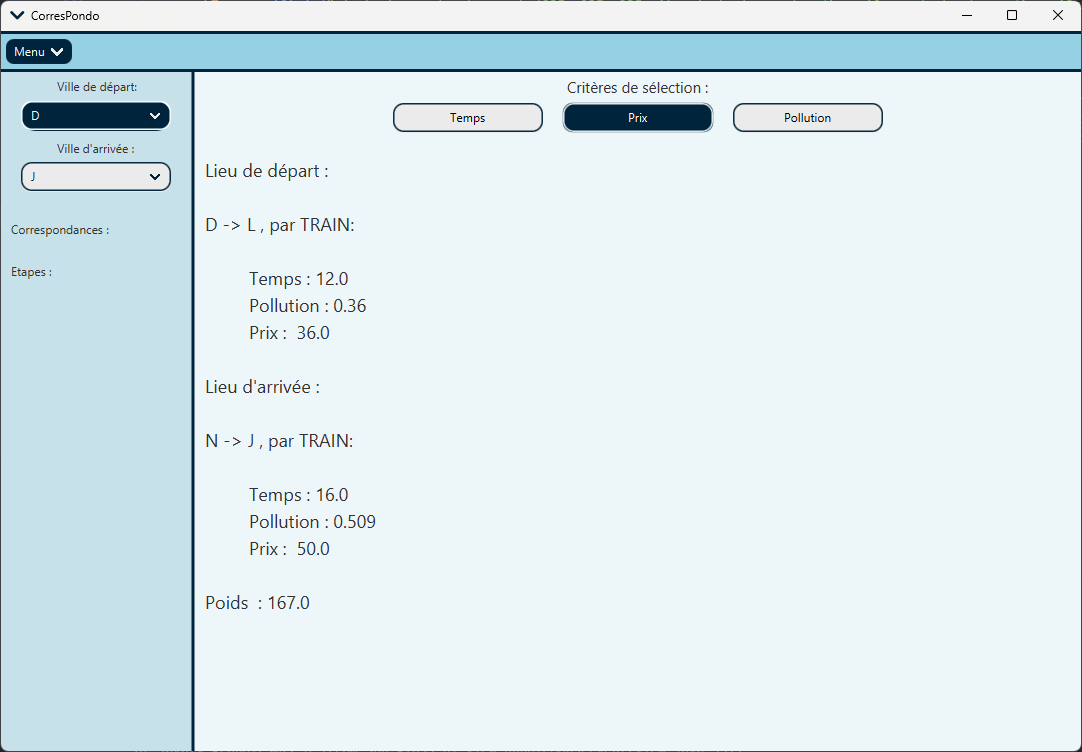 CorresPondo
Menu
Ville de départ:
D
Ville d'arrivée :
J
Correspondances :
Etapes :
Critères de sélection :
Temps
Prix
Pollution
Lieu de départ :
D -> L , par TRAIN:
Temps : 12.0
Pollution : 0.36
Prix :  36.0
Lieu d'arrivée :
N -> J , par TRAIN:
Temps : 16.0
Pollution : 0.509
Prix :  50.0
Poids  : 167.0